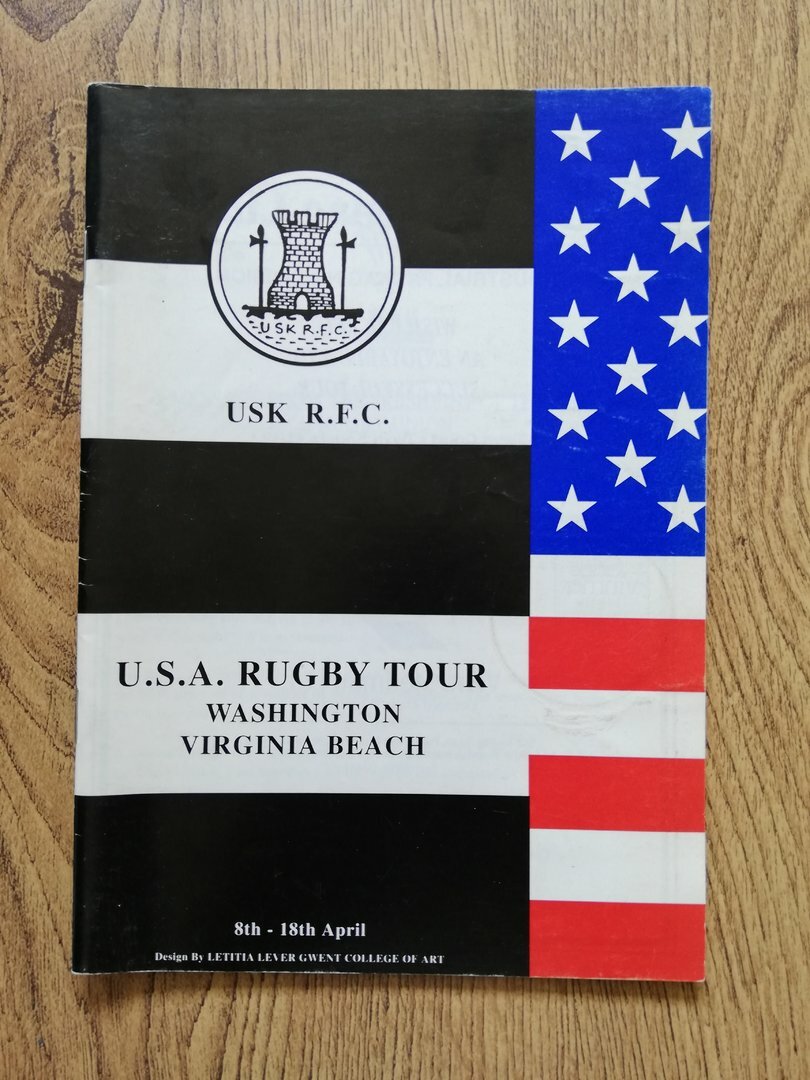 USK R.F.C.
USK R.F.C.
U.S.A. RUGBY TOUR
WASHINGTON
VIRGINIA BEACH
8th - 18th April
Design By LETITIA LEVER GWENT COLLEGE OF ART